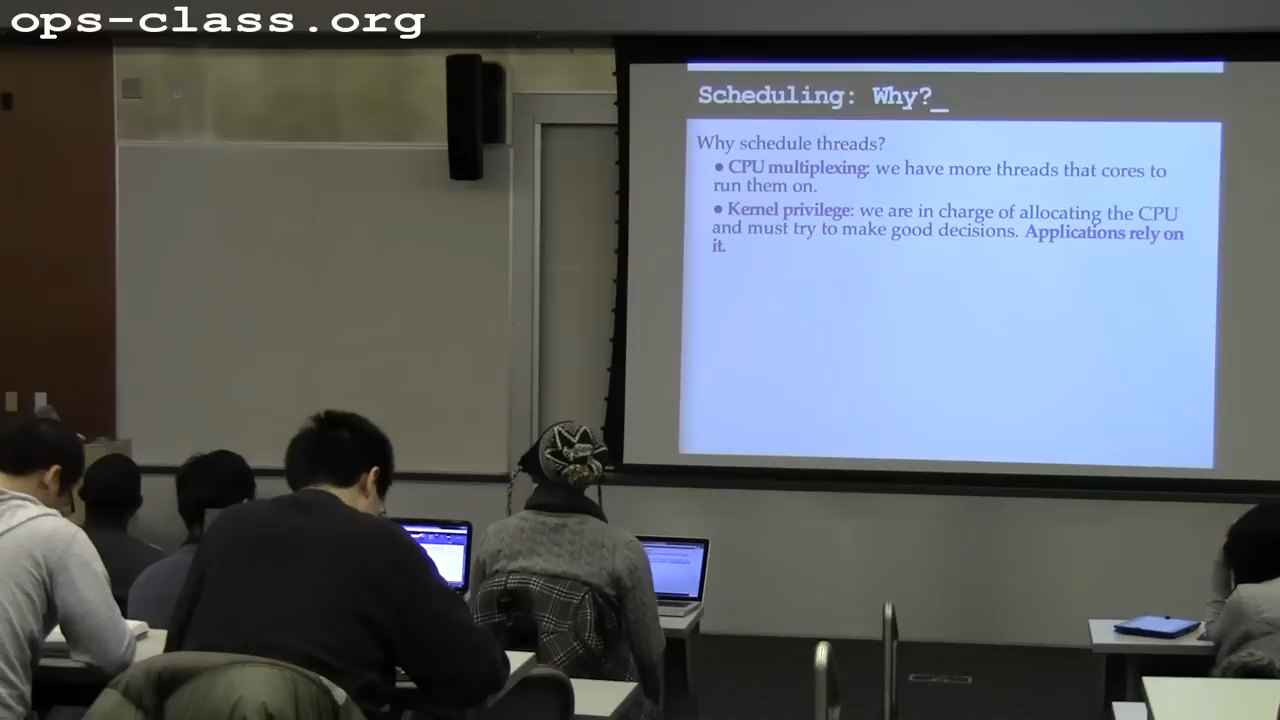 ops-class.org
Scheduling: Why?_
Why schedule threads?
● CPU multiplexing: we have more threads that cores to
run them on.
● Kernel privilege: we are in charge of allocating the CPU
and must try to make good decisions. Applications rely on
it.